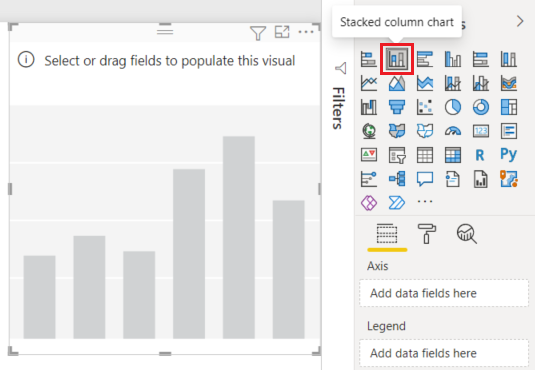 Stacked column chart
s
Select or drag fields to populate this visual
Filters
123
R
Py
Axis
Add data fields here
Legend
Add data fields here